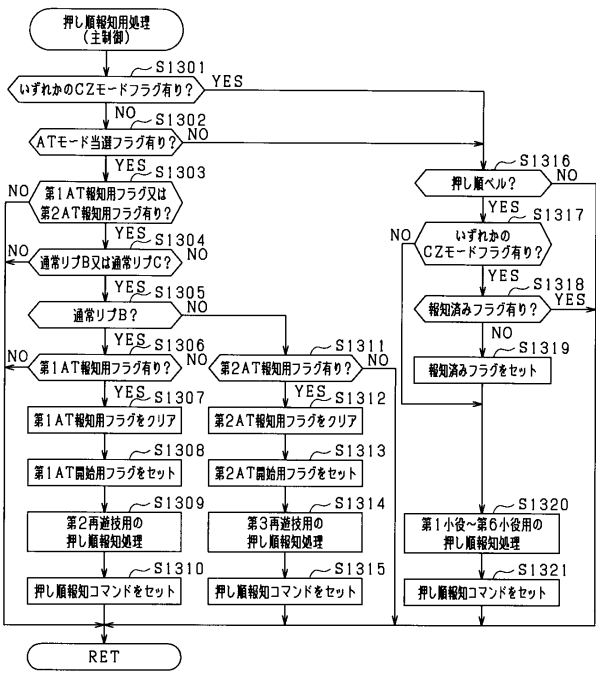 押し順報知用処理
(主制御)
S1301
いずれかのCZモードフラグ有り?
YES
NO
S1302
ATモード当選フラグ有り?
NO
YES
S1303
NO
第1AT報知用フラグ又は
第2AT報知用フラグ有り?
YES
S1304
NO
通常リプB又は通常リプC?
NO
YES
S1305
通常リプB?
NO
YES
S1306
NO
第1AT報知用フラグ有り?
NO
YES
S1307
第1AT報知用フラグをクリア
S1308
第1AT開始用フラグをセット
S1309
第2再遊技用の
押し順報知処理
S1310
押し順報知コマンドをセット
S1311
第2AT報知用フラグ有り?
NO
YES
S1312
第2AT報知用フラグをクリア
S1313
第2AT開始用フラグをセット
S1314
第3再遊技用の
押し順報知処理
S1315
押し順報知コマンドをセット
S1316
押し順ベル?
NO
YES
S1317
NO
いずれかの
CZモードフラグ有り?
YES
S1318
報知済みフラグ有り?
YES
NO
S1319
報知済みフラグをセット
S1320
第1小役~第6小役用の
押し順報知処理
S1321
押し順報知コマンドをセット
RET